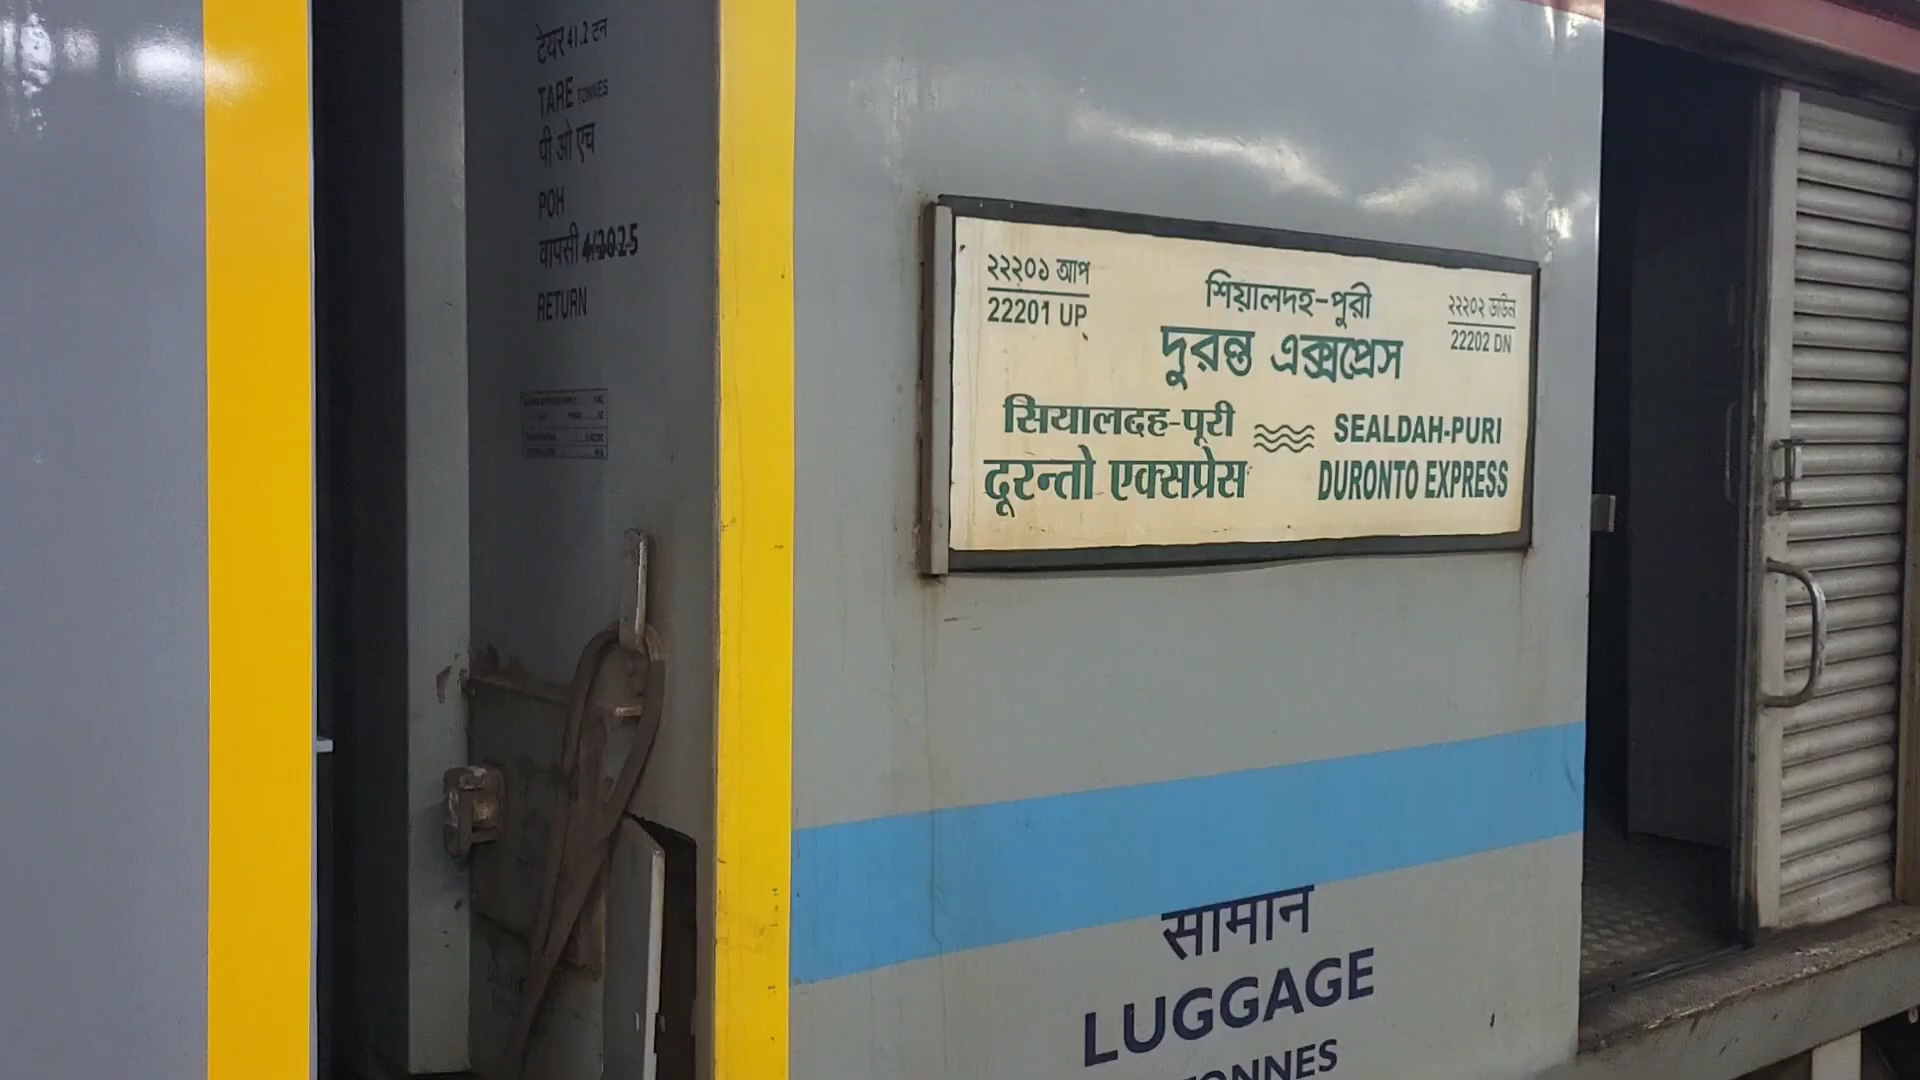 टेयर 41.2 टन
TARE TONNES
पी ओ एच
POH
वापसी 4/2025
RETURN
২২২০১ আপ
22201 UP
শিয়ালদহ-পুরী
দুরন্ত এক্সপ্রেস
২২২০২ ডাউন
22202 DN
सियालदह-पूरी
दूरन्तो एक्सप्रेस
SEALDAH-PURI
DURONTO EXPRESS
सामान
LUGGAGE
TONNES